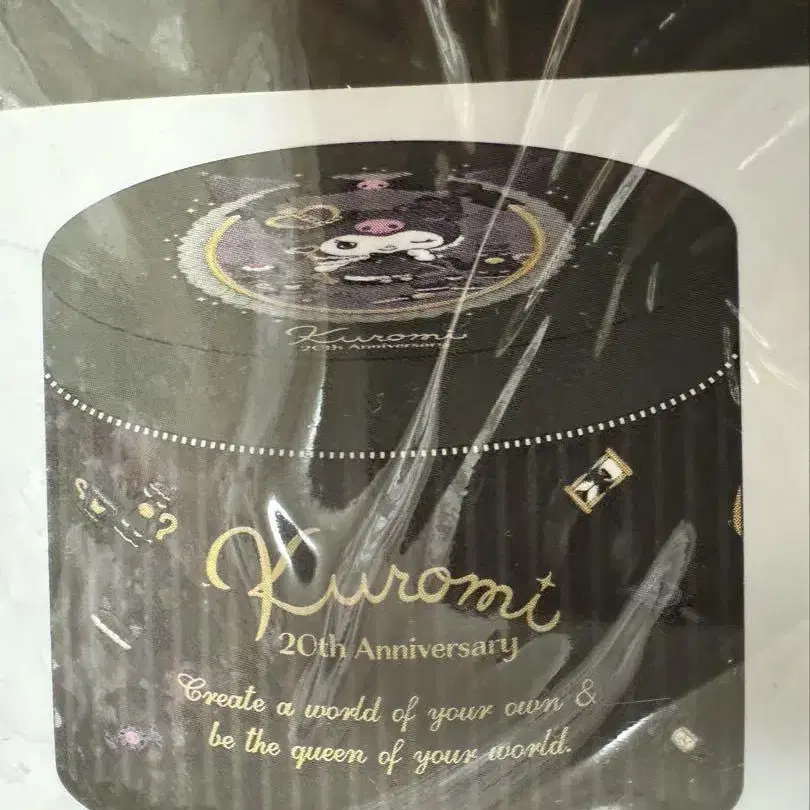 Kuromi
20th Anniversary
Kuromi
20th Anniversary
Create a world of your own &
be the queen of your world.